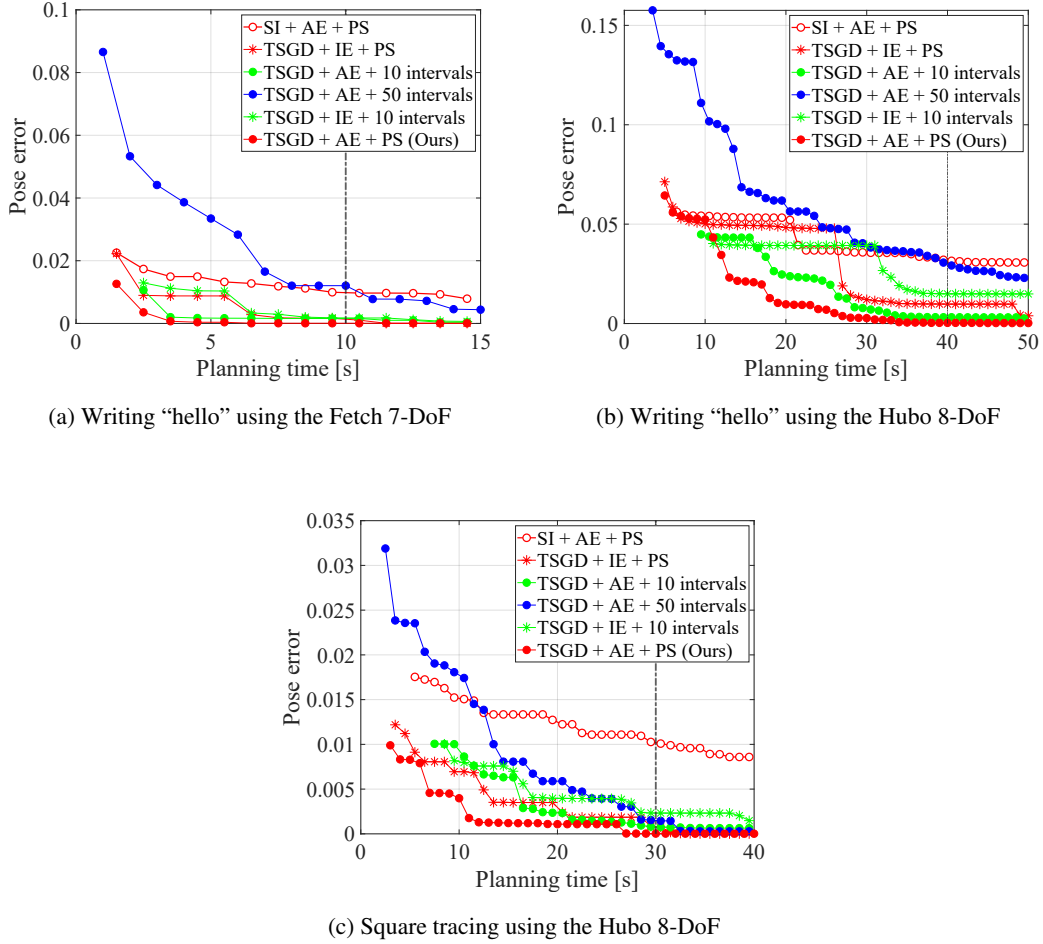 0.1
0.08
0.06
0.04
0.02
0
Pose error
0
5
10
15
Planning time [s]
SI + AE + PS
TSGD + IE + PS
TSGD + AE + 10 intervals
TSGD + AE + 50 intervals
TSGD + IE + 10 intervals
TSGD + AE + PS (Ours)
(a) Writing “hello” using the Fetch 7-DoF
0.15
0.1
0.05
0
Pose error
0
10
20
30
40
50
Planning time [s]
SI + AE + PS
TSGD + IE + PS
TSGD + AE + 10 intervals
TSGD + AE + 50 intervals
TSGD + IE + 10 intervals
TSGD + AE + PS (Ours)
(b) Writing “hello” using the Hubo 8-DoF
0.035
0.03
0.025
0.02
0.015
0.01
0.005
0
Pose error
0
10
20
30
40
Planning time [s]
SI + AE + PS
TSGD + IE + PS
TSGD + AE + 10 intervals
TSGD + AE + 50 intervals
TSGD + IE + 10 intervals
TSGD + AE + PS (Ours)
(c) Square tracing using the Hubo 8-DoF